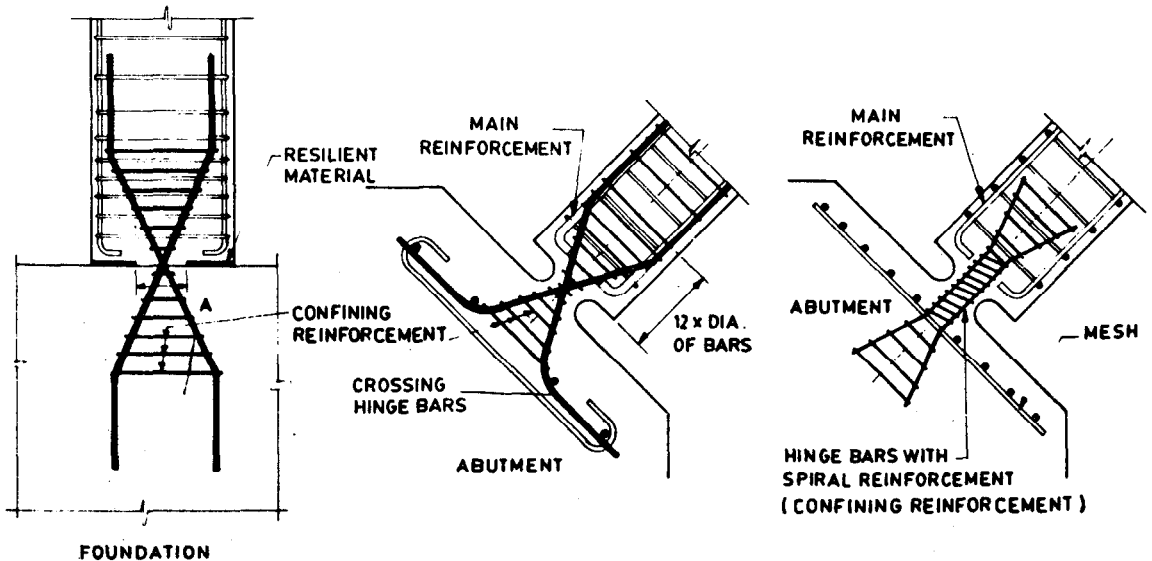 RESILIENT
MATERIAL
A
CONFINING
REINFORCEMENT
FOUNDATION
MAIN
REINFORCEMENT
12 x DIA.
OF BARS
CROSSING
HINGE BARS
ABUTMENT
MAIN
REINFORCEMENT
ABUTMENT
MESH
HINGE BARS WITH
SPIRAL REINFORCEMENT
(CONFINING REINFORCEMENT)